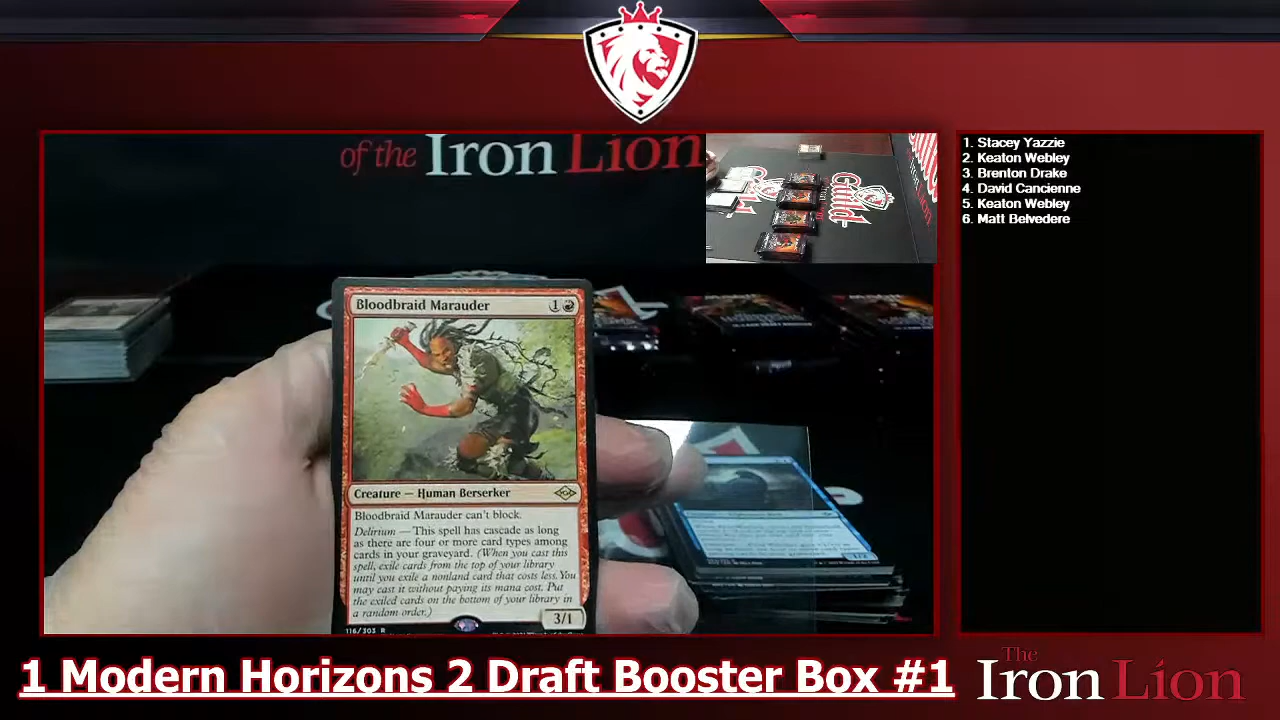 of the Iron Lion
1. Stacey Yazzie
2. Keaton Webley
3. Brenton Drake
4. David Cancienne
5. Keaton Webley
6. Matt Belvedere
Guild
Bloodbraid Marauder 1
Creature — Human Berserker
Bloodbraid Marauder can't block.
Delirium — This spell has cascade as long
as there are four or more card types among
cards in your graveyard. (When you cast this
spell, exile cards from the top of your library
until you exile a nonland card that costs less. You
may cast it without paying its mana cost. Put
the exiled cards on the bottom of your library in
a random order.)
3/1
116/303 R
1 Modern Horizons 2 Draft Booster Box #1
The
Iron Lion